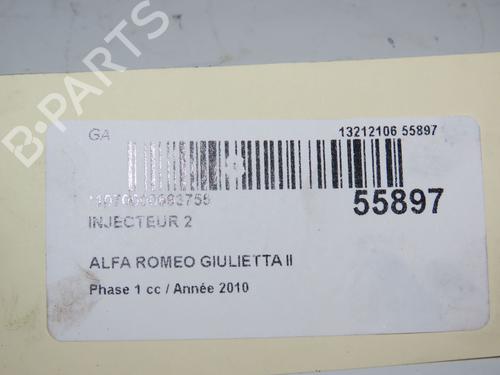 B-PARTS
GA
13212106 55897
55897
INJECTEUR 2
ALFA ROMEO GIULIETTA II
Phase 1 cc / Année 2010